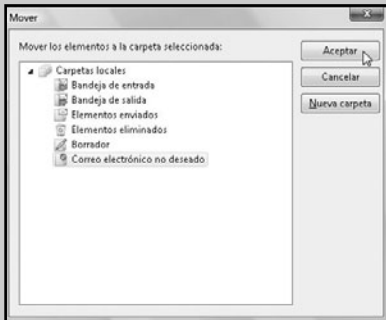 Mover
Mover los elementos a la carpeta seleccionada:
Carpetas locales
Bandeja de entrada
Bandeja de salida
Elementos enviados
Elementos eliminados
Borrador
Correo electrónico no deseado
Aceptar
Cancelar
Nueva carpeta